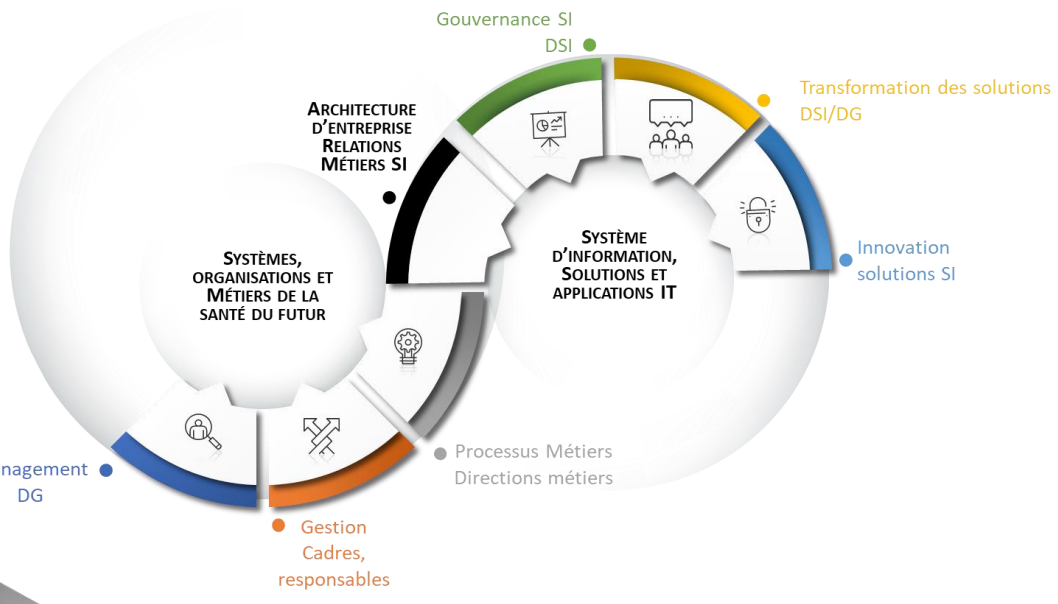 Gouvernance SI
DSI
Transformation des solutions
DSI/DG
ARCHITECTURE
D'ENTREPRISE
RELATIONS
MÉTIERS SI
SYSTÈME
D'INFORMATION,
SOLUTIONS ET
APPLICATIONS IT
Innovation
solutions SI
SYSTÈMES,
ORGANISATIONS ET
MÉTIERS DE LA
SANTÉ DU FUTUR
...
Processus Métiers
Directions métiers
nagement
DG
Gestion
Cadres,
responsables